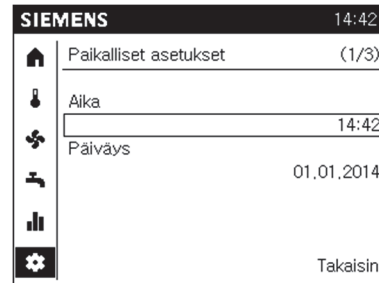 SIEMENS 14:42
Paikalliset asetukset (1/3)
Aika
14:42
Päiväys
01.01.2014
Takaisin